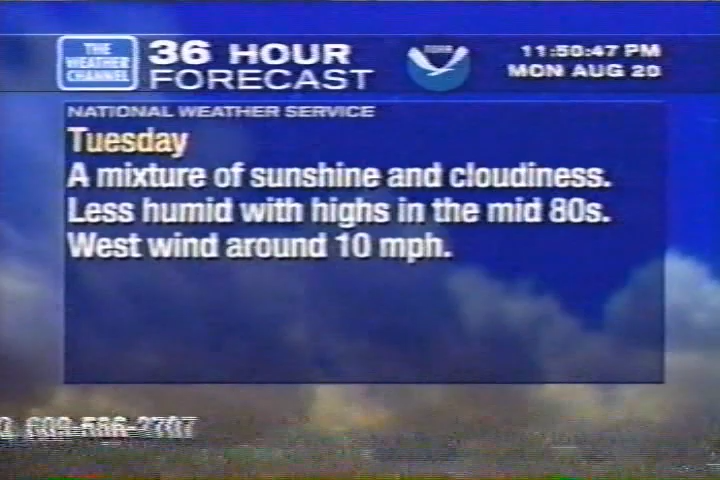 THE
WEATHER
CHANNEL
36 HOUR
FORECAST
NOAA
11:50:47 PM
MON AUG 20
NATIONAL WEATHER SERVICE
Tuesday
A mixture of sunshine and cloudiness.
Less humid with highs in the mid 80s.
West wind around 10 mph.